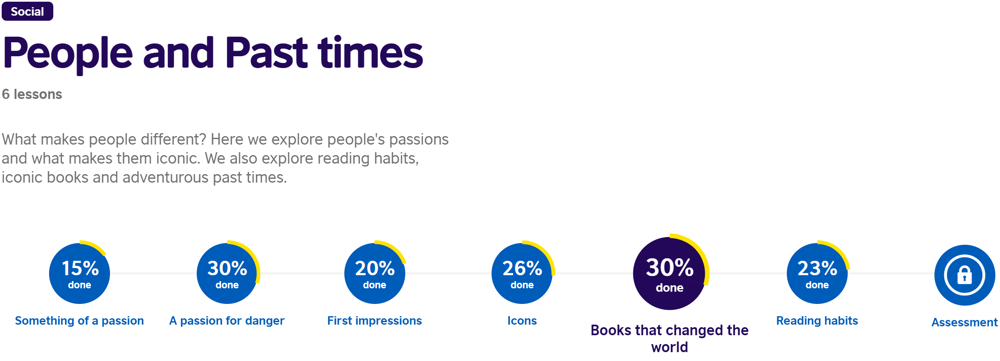 Social
People and Past times
6 lessons
What makes people different? Here we explore people's passions
and what makes them iconic. We also explore reading habits,
iconic books and adventurous past times.
15%
done
Something of a passion
30%
done
A passion for danger
20%
done
First impressions
26%
done
Icons
30%
done
Books that changed the
world
23%
done
Reading habits
Assessment